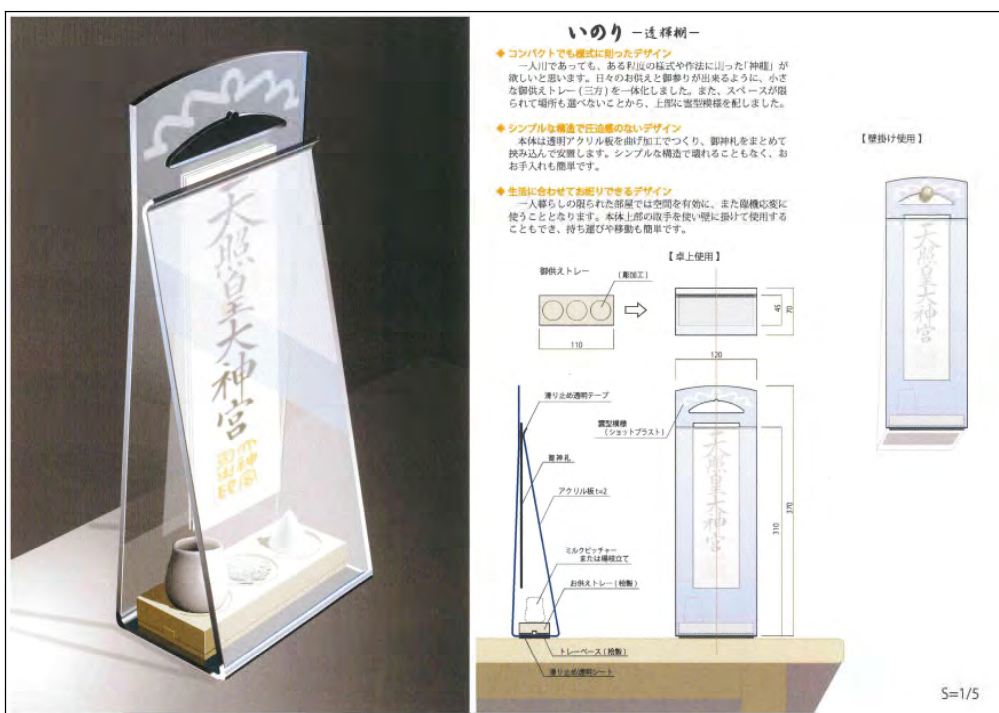 いのり －透輝棚－
◆ コンパクトでも様式に則ったデザイン
一人用であっても、ある程度の様式や作法に則った「神棚」が
欲しいと思います。日々のお供えと御参りが出来るように、小さ
な御供えトレー（三方）を一体化しました。また、スペースが限
られて場所も選べないことから、上部に雲型模様を配しました。
◆ シンプルな構造で圧迫感のないデザイン
本体は透明アクリル板を曲げ加工でつくり、御神札をまとめて
挟み込んで安置します。シンプルな構造で壊れることもなく、お
お手入れも簡単です。
◆ 生活に合わせてお祀りできるデザイン
一人暮らしの限られた部屋では空間を有効に、また臨機応変に
使うこととなります。本体上部の取手を使い壁に掛けて使用する
こともでき、持ち運びや移動も簡単です。
【壁掛け使用】
天照皇大神宮
【卓上使用】
御供えトレー
（彫加工）
110
45
70
120
滑り止め透明テープ
雲型模様
（ショットブラスト）
御神札
アクリル板 t=2
ミルクピッチャー
または楊枝立て
お供えトレー（桧製）
トレーベース（桧製）
滑り止め透明シート
天照皇大神宮
310
370
S=1/5
天照皇大神宮